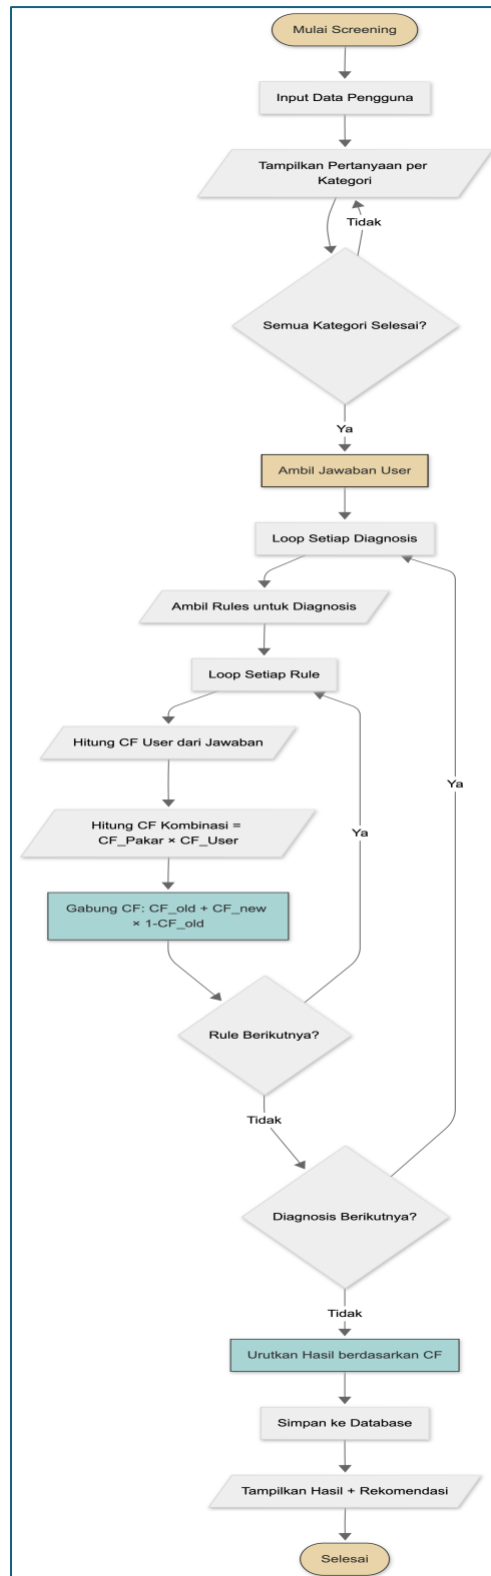 Mulai Screening
Input Data Pengguna
Tampilkan Pertanyaan per
Kategori
Tidak
Semua Kategori Selesai?
Ya
Ambil Jawaban User
Loop Setiap Diagnosis
Ambil Rules untuk Diagnosis
Loop Setiap Rule
Hitung CF User dari Jawaban
Ya
Hitung CF Kombinasi =
CF_Pakar × CF_User
Ya
Gabung CF: CF_old + CF_new
× 1-CF_old
Rule Berikutnya?
Tidak
Diagnosis Berikutnya?
Tidak
Urutkan Hasil berdasarkan CF
Simpan ke Database
Tampilkan Hasil + Rekomendasi
Selesai